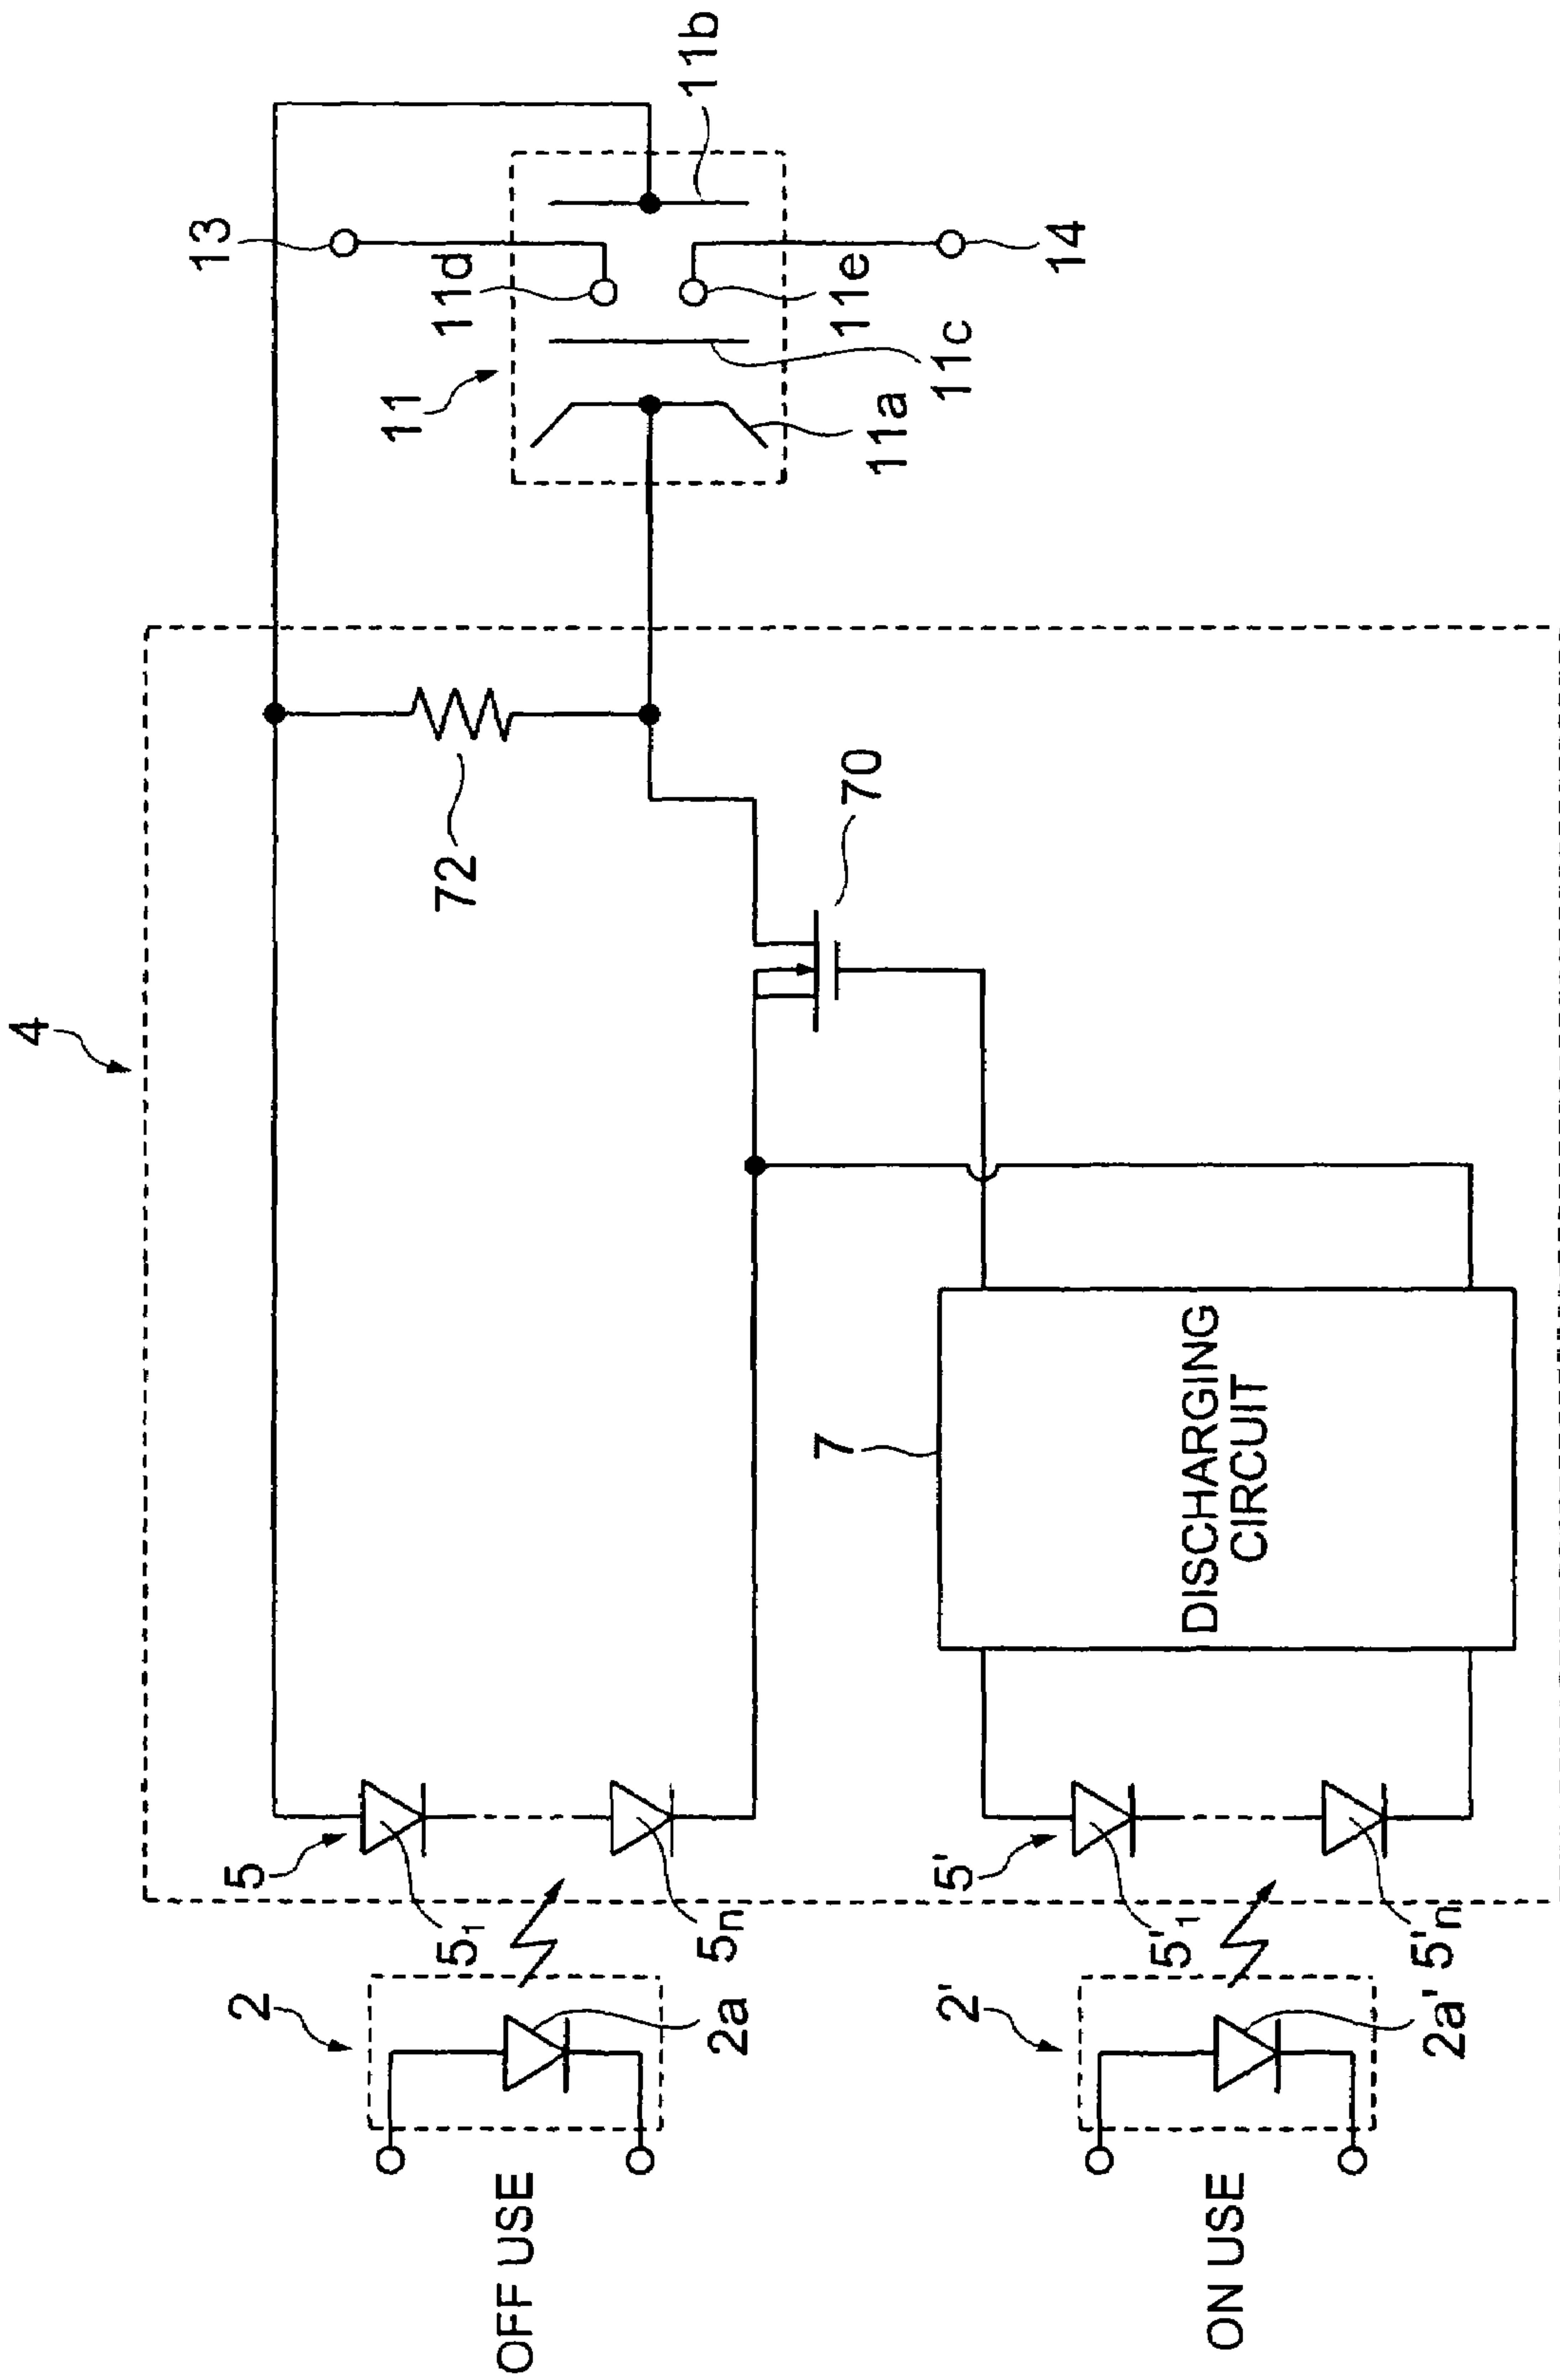 4
13
11
11d
11b
11e
14
11c
11a
72
70
5
5₁
5n
7
DISCHARGING
CIRCUIT
5'
5'₁
5'n
2
2a
OFF USE
2'
2a'
ON USE